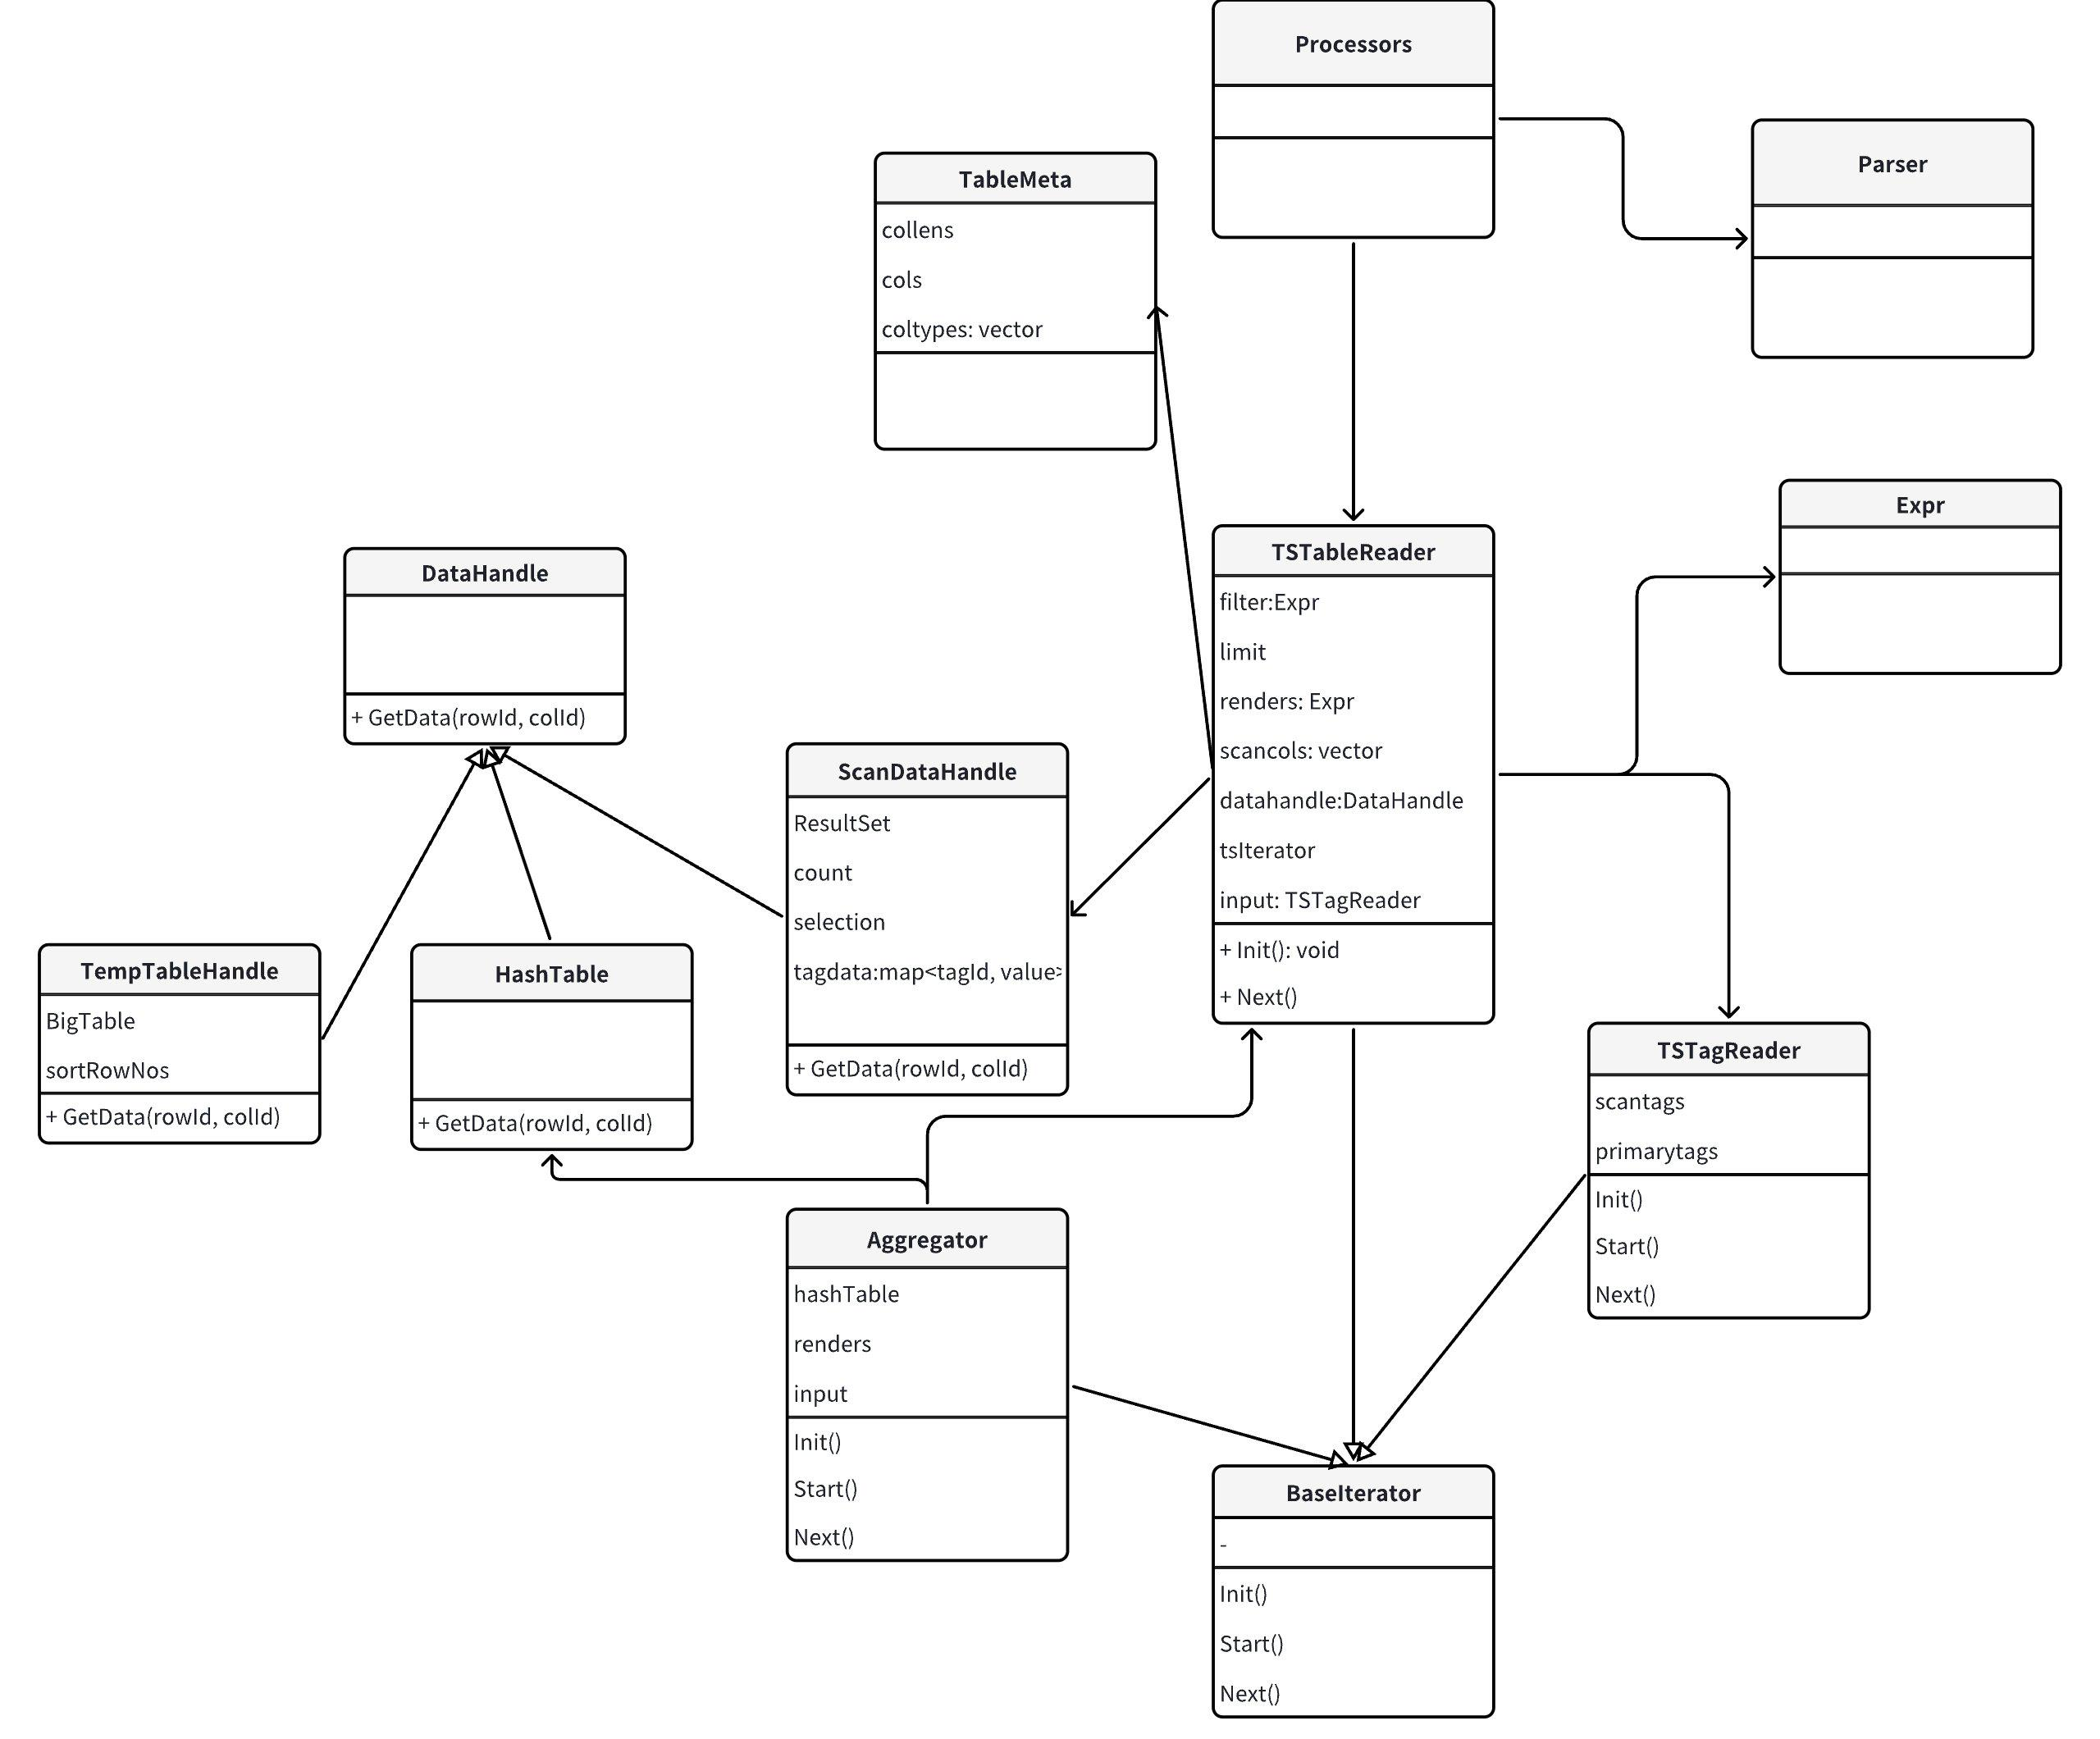 Processors
Parser
TableMeta
collens
cols
coltypes: vector
Expr
TSTableReader
filter:Expr
limit
renders: Expr
scancols: vector
datahandle:DataHandle
tsIterator
input: TSTagReader
+ Init(): void
+ Next()
DataHandle
+ GetData(rowId, colId)
ScanDataHandle
ResultSet
count
selection
tagdata:map<tagId, value>
+ GetData(rowId, colId)
TempTableHandle
BigTable
sortRowNos
+ GetData(rowId, colId)
HashTable
+ GetData(rowId, colId)
TSTagReader
scantags
primarytags
Init()
Start()
Next()
Aggregator
hashTable
renders
input
Init()
Start()
Next()
BaseIterator
-
Init()
Start()
Next()